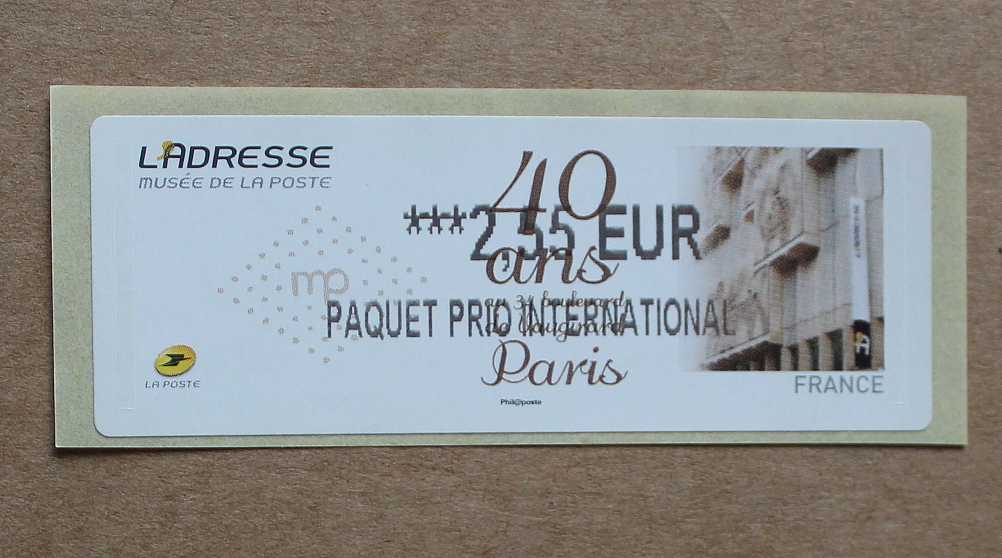 L'ADRESSE
MUSÉE DE LA POSTE
40
***2,55 EUR
ans
mp
au 34 boulevard
PAQUET PRIO INTERNATIONAL
de Vaugirard
Paris
LA POSTE
FRANCE
Phil@poste